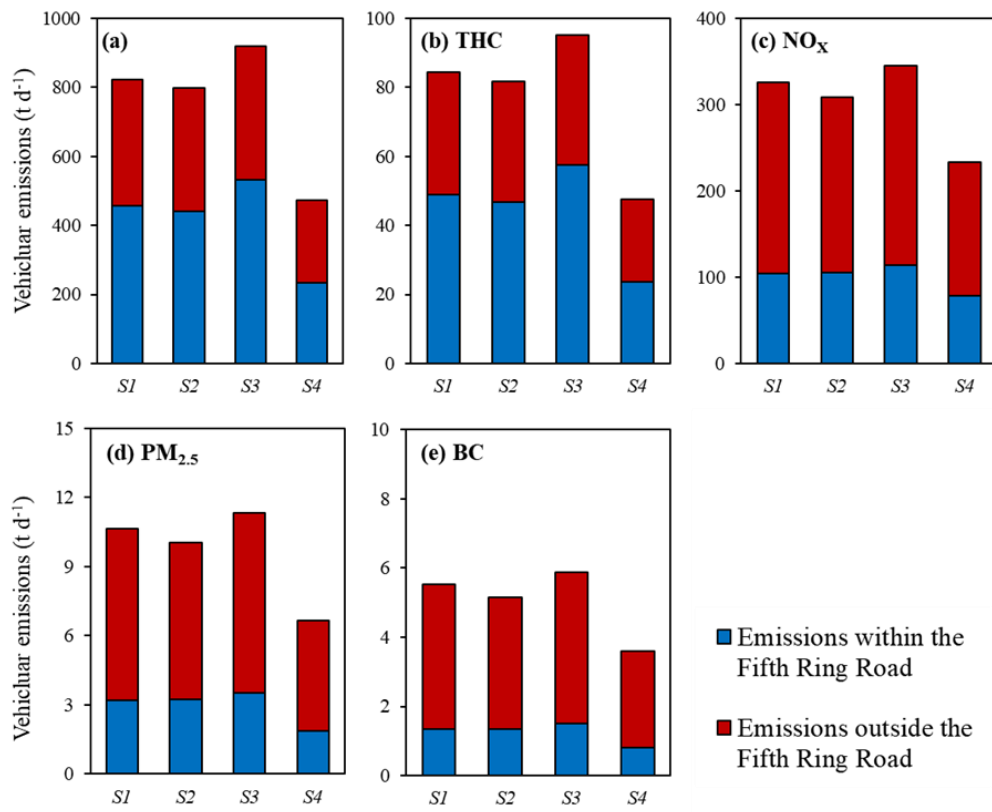 Vehichuar emissions (t d-1)
1000
800
600
400
200
0
(a)
S1 S2 S3 S4
100
80
60
40
20
0
(b) THC
S1 S2 S3 S4
400
300
200
100
0
(c) NOX
S1 S2 S3 S4
Vehichuar emissions (t d-1)
15
12
9
6
3
0
(d) PM2.5
S1 S2 S3 S4
10
8
6
4
2
0
(e) BC
S1 S2 S3 S4
Emissions within the
Fifth Ring Road
Emissions outside the
Fifth Ring Road